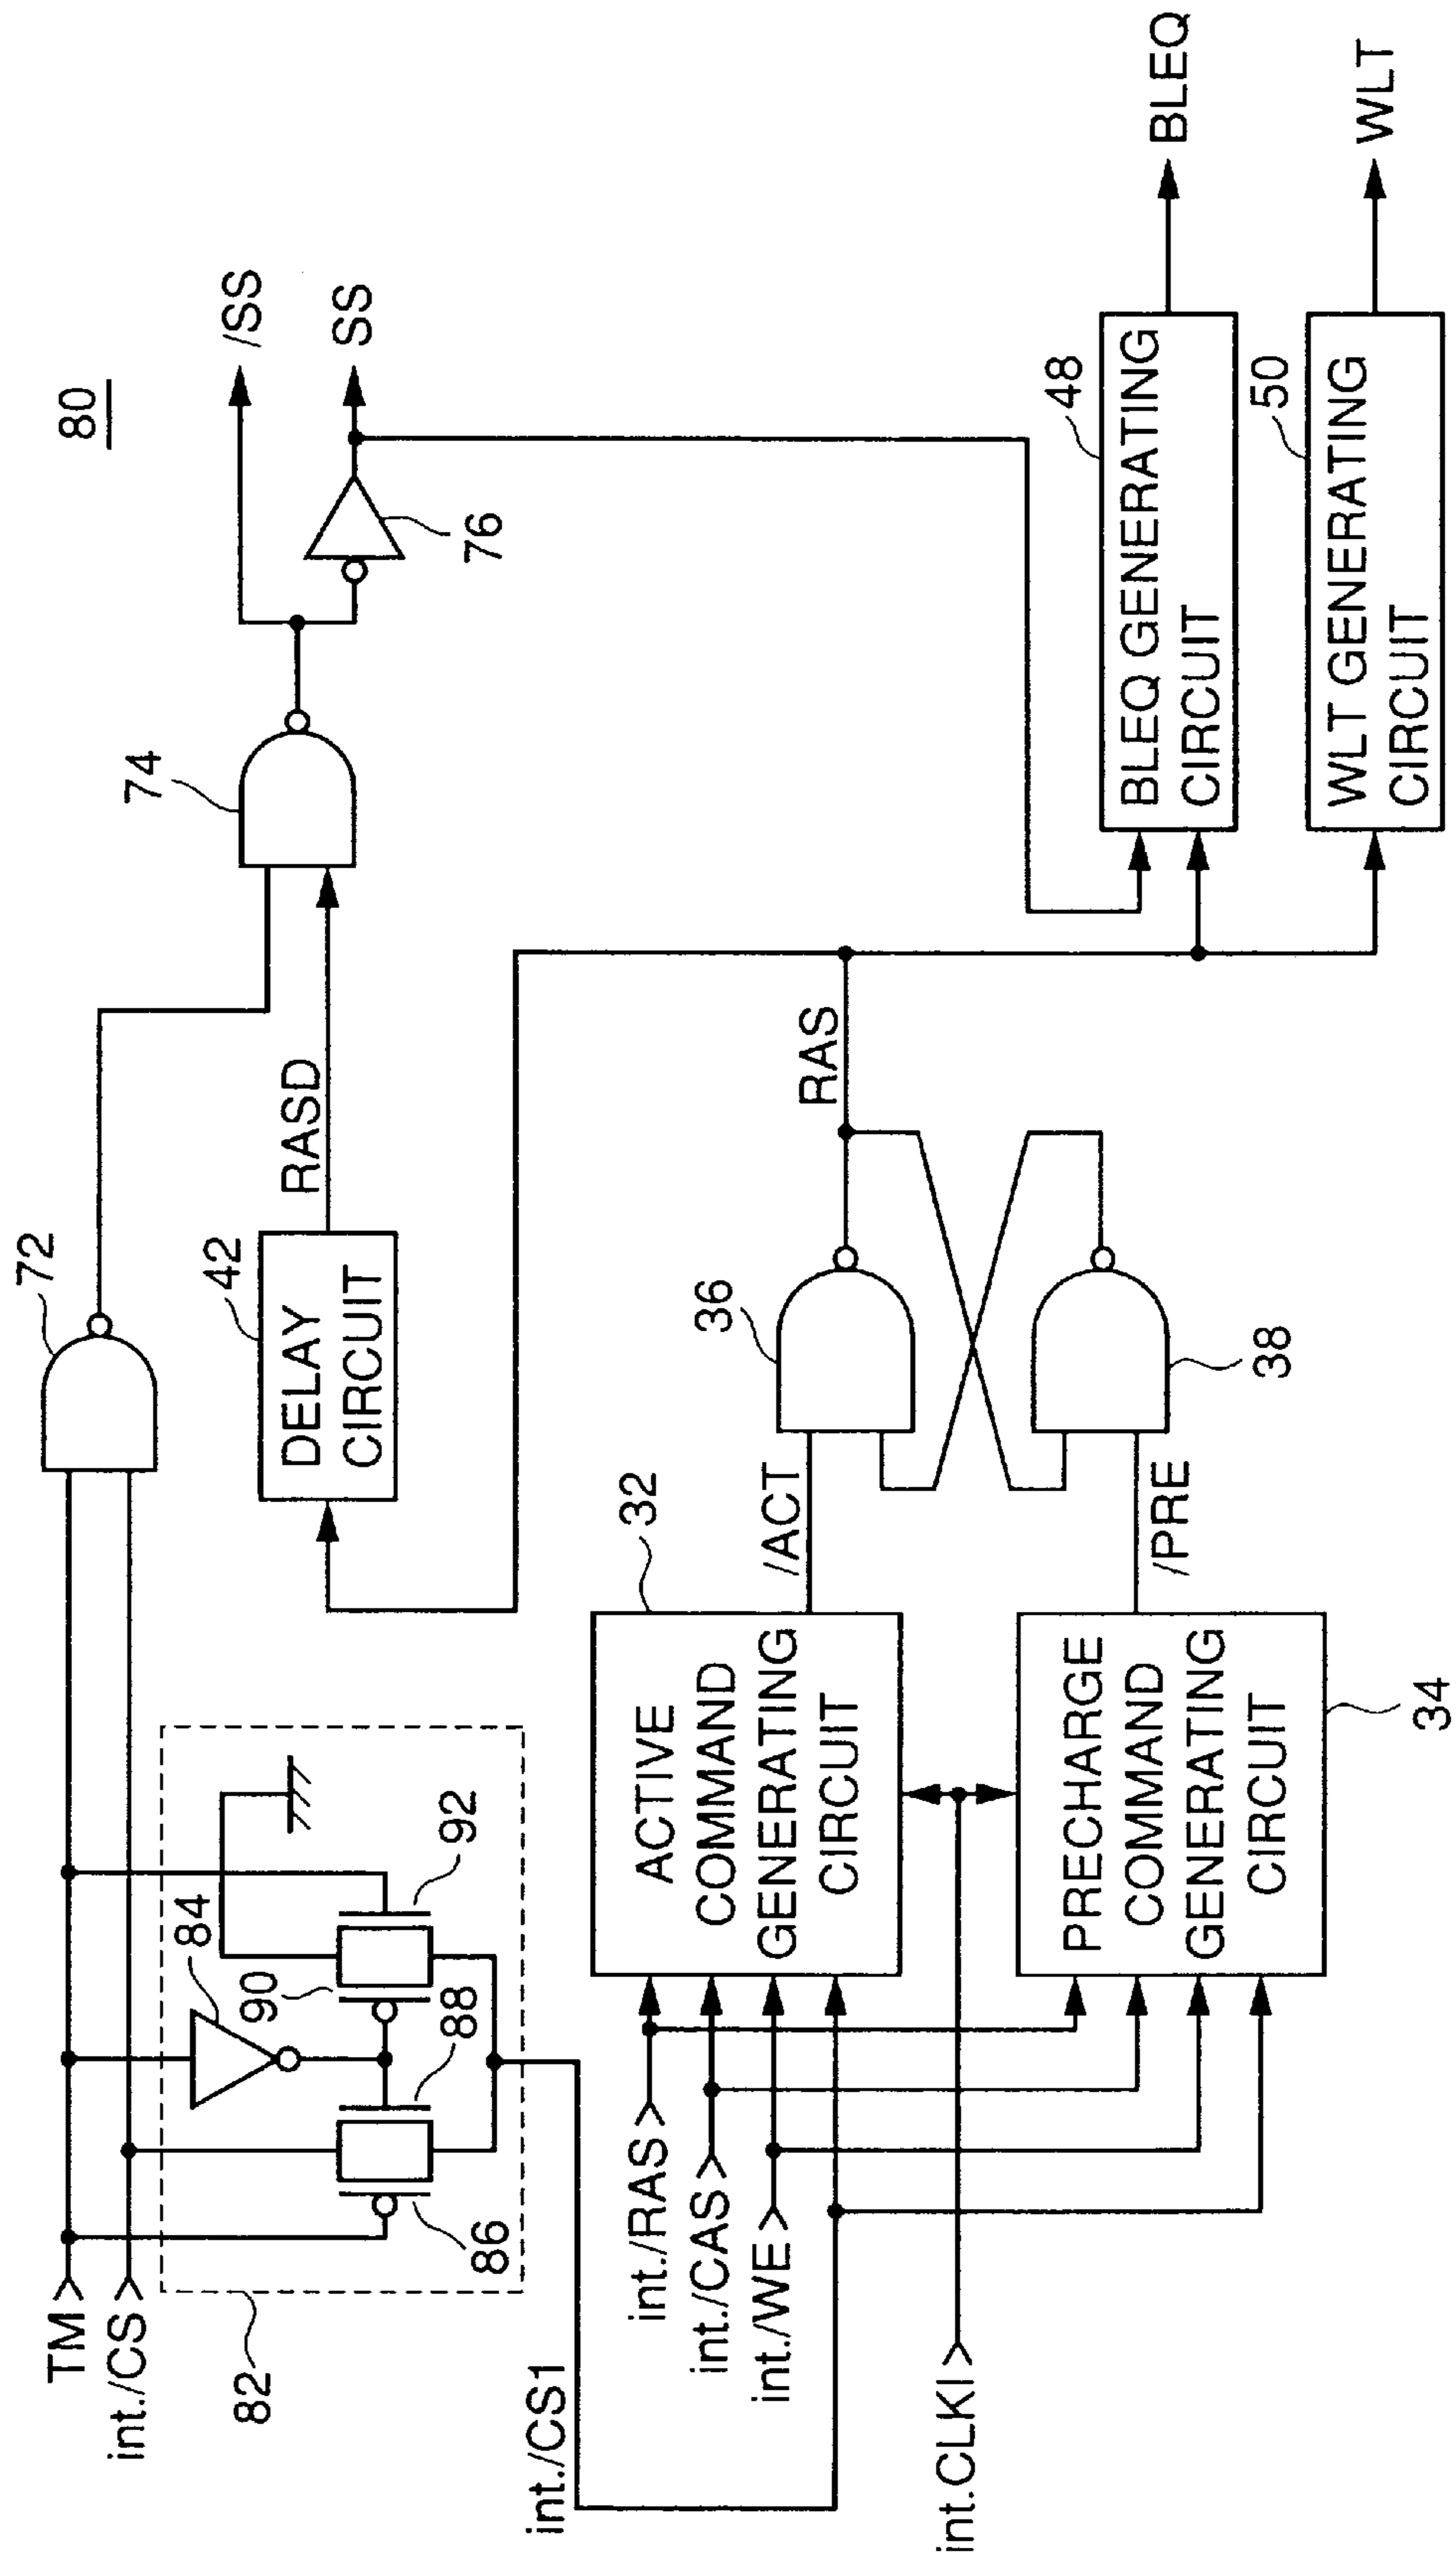 80
TM
int./CS
82
84
86
88
90
92
int./CS1
72
74
76
/SS
SS
42
DELAY
CIRCUIT
RASD
int./RAS
int./CAS
int./WE
int.CLKI
32
ACTIVE
COMMAND
GENERATING
CIRCUIT
/ACT
34
PRECHARGE
COMMAND
GENERATING
CIRCUIT
/PRE
36
38
RAS
48
BLEQ GENERATING
CIRCUIT
BLEQ
50
WLT GENERATING
CIRCUIT
WLT